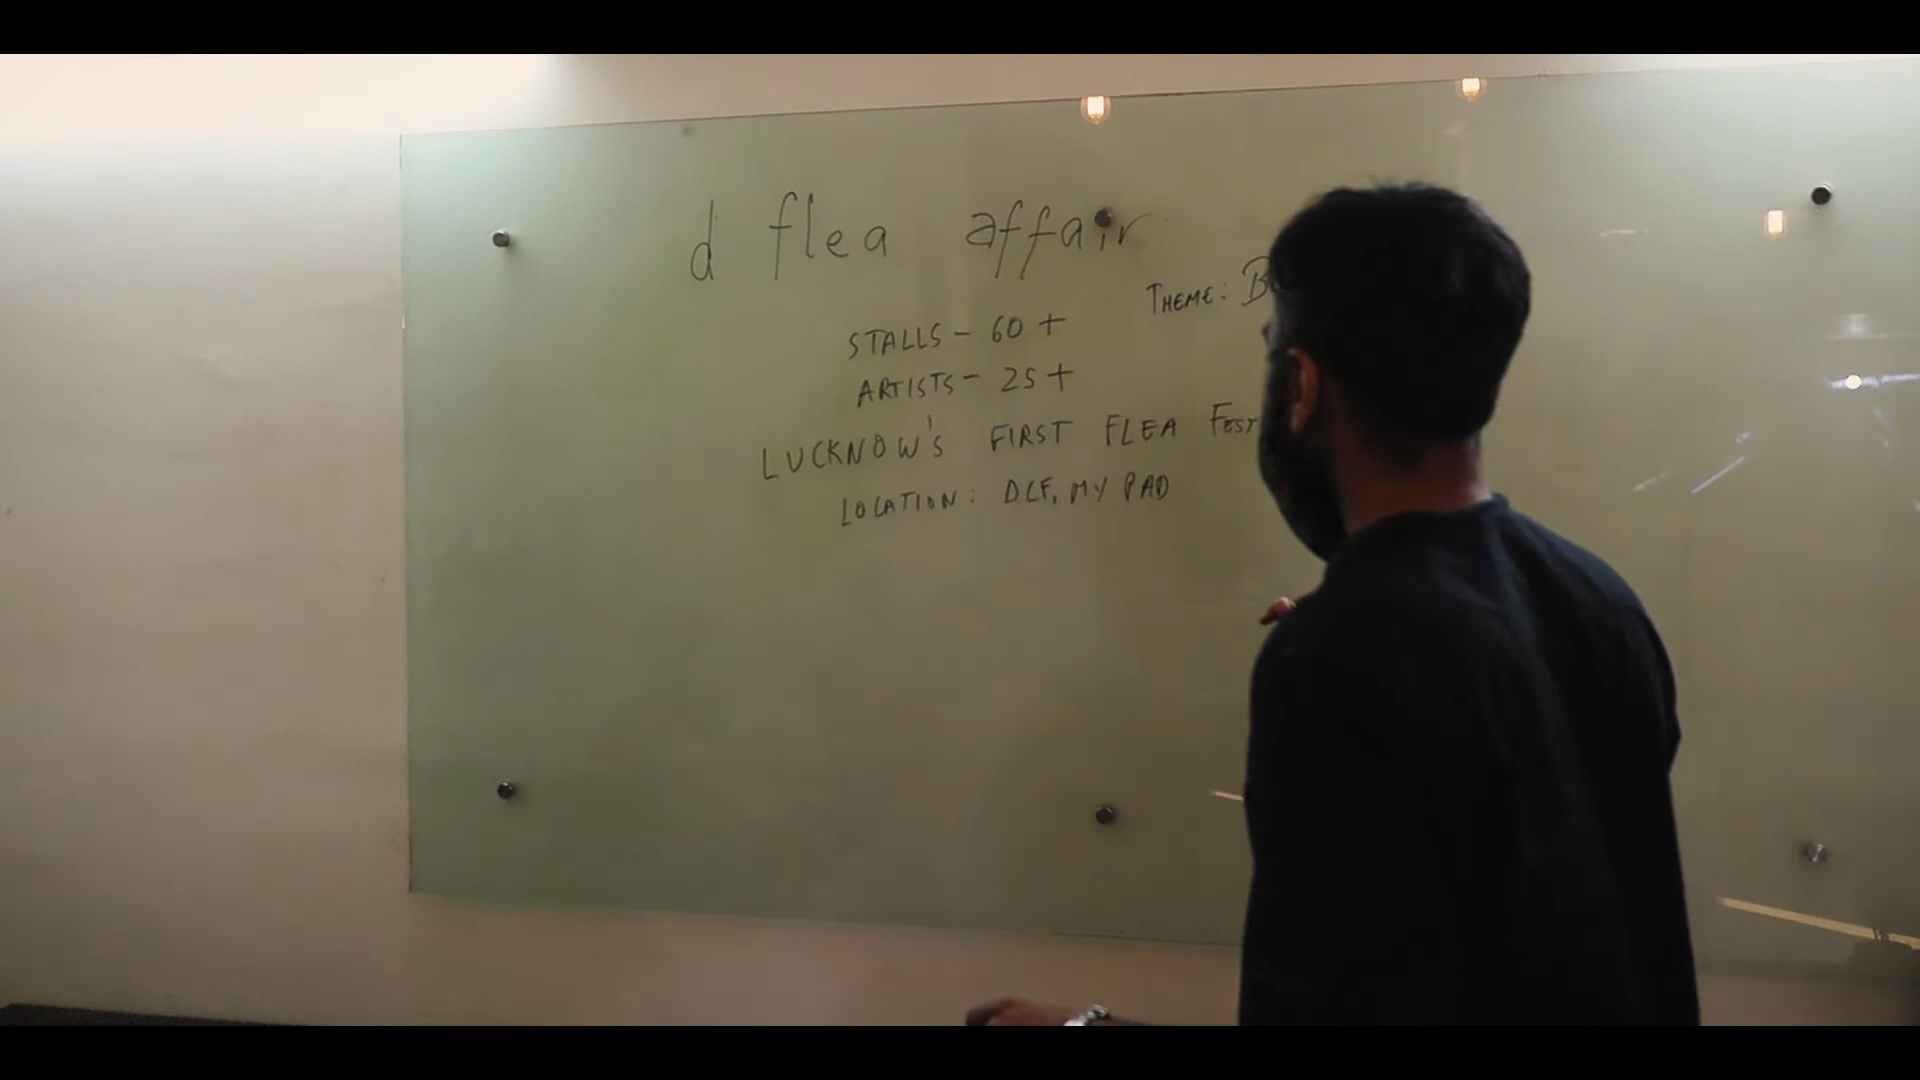 d flea affair
THEME:
STALLS - 60 +
ARTISTS - 25 +
LUCKNOW'S FIRST FLEA FEST
LOCATION: DLF, MY PAD